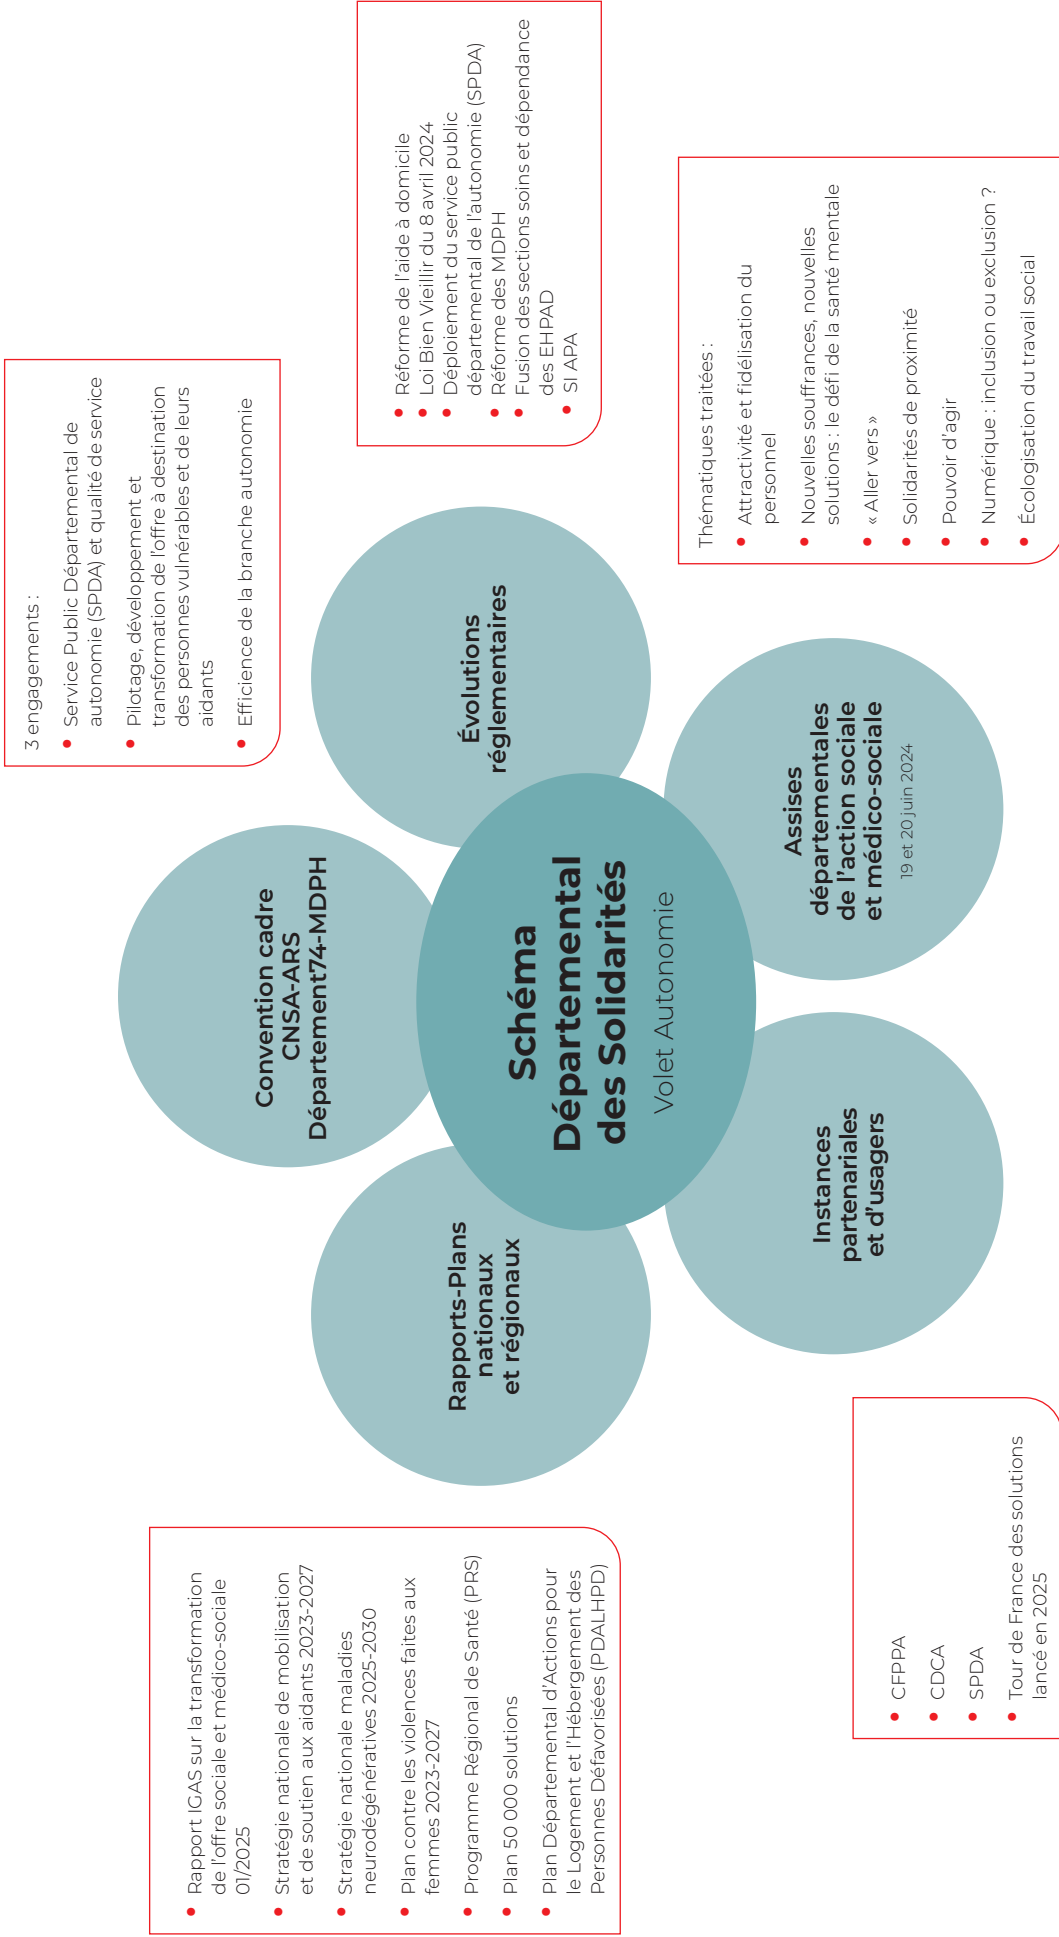 3 engagements :
• Service Public Départemental de
autonomie (SPDA) et qualité de service
• Pilotage, développement et
transformation de l'offre à destination
des personnes vulnérables et de leurs
aidants
• Efficience de la branche autonomie
Convention cadre
CNSA-ARS
Département74-MDPH
• Rapport IGAS sur la transformation
de l'offre sociale et médico-sociale
01/2025
• Stratégie nationale de mobilisation
et de soutien aux aidants 2023-2027
• Stratégie nationale maladies
neurodégénératives 2025-2030
• Plan contre les violences faites aux
femmes 2023-2027
• Programme Régional de Santé (PRS)
• Plan 50 000 solutions
• Plan Départemental d'Actions pour
le Logement et l'Hébergement des
Personnes Défavorisées (PDALHPD)
Rapports-Plans
nationaux
et régionaux
Évolutions
réglementaires
• Réforme de l'aide à domicile
• Loi Bien Vieillir du 8 avril 2024
• Déploiement du service public
départemental de l'autonomie (SPDA)
• Réforme des MDPH
• Fusion des sections soins et dépendance
des EHPAD
• SI APA
Schéma
Départemental
des Solidarités
Volet Autonomie
• CFPPA
• CDCA
• SPDA
• Tour de France des solutions
lancé en 2025
Instances
partenariales
et d'usagers
Assises
départementales
de l'action sociale
et médico-sociale
19 et 20 juin 2024
Thématiques traitées :
• Attractivité et fidélisation du
personnel
• Nouvelles souffrances, nouvelles
solutions : le défi de la santé mentale
• « Aller vers »
• Solidarités de proximité
• Pouvoir d'agir
• Numérique : inclusion ou exclusion ?
• Écologisation du travail social